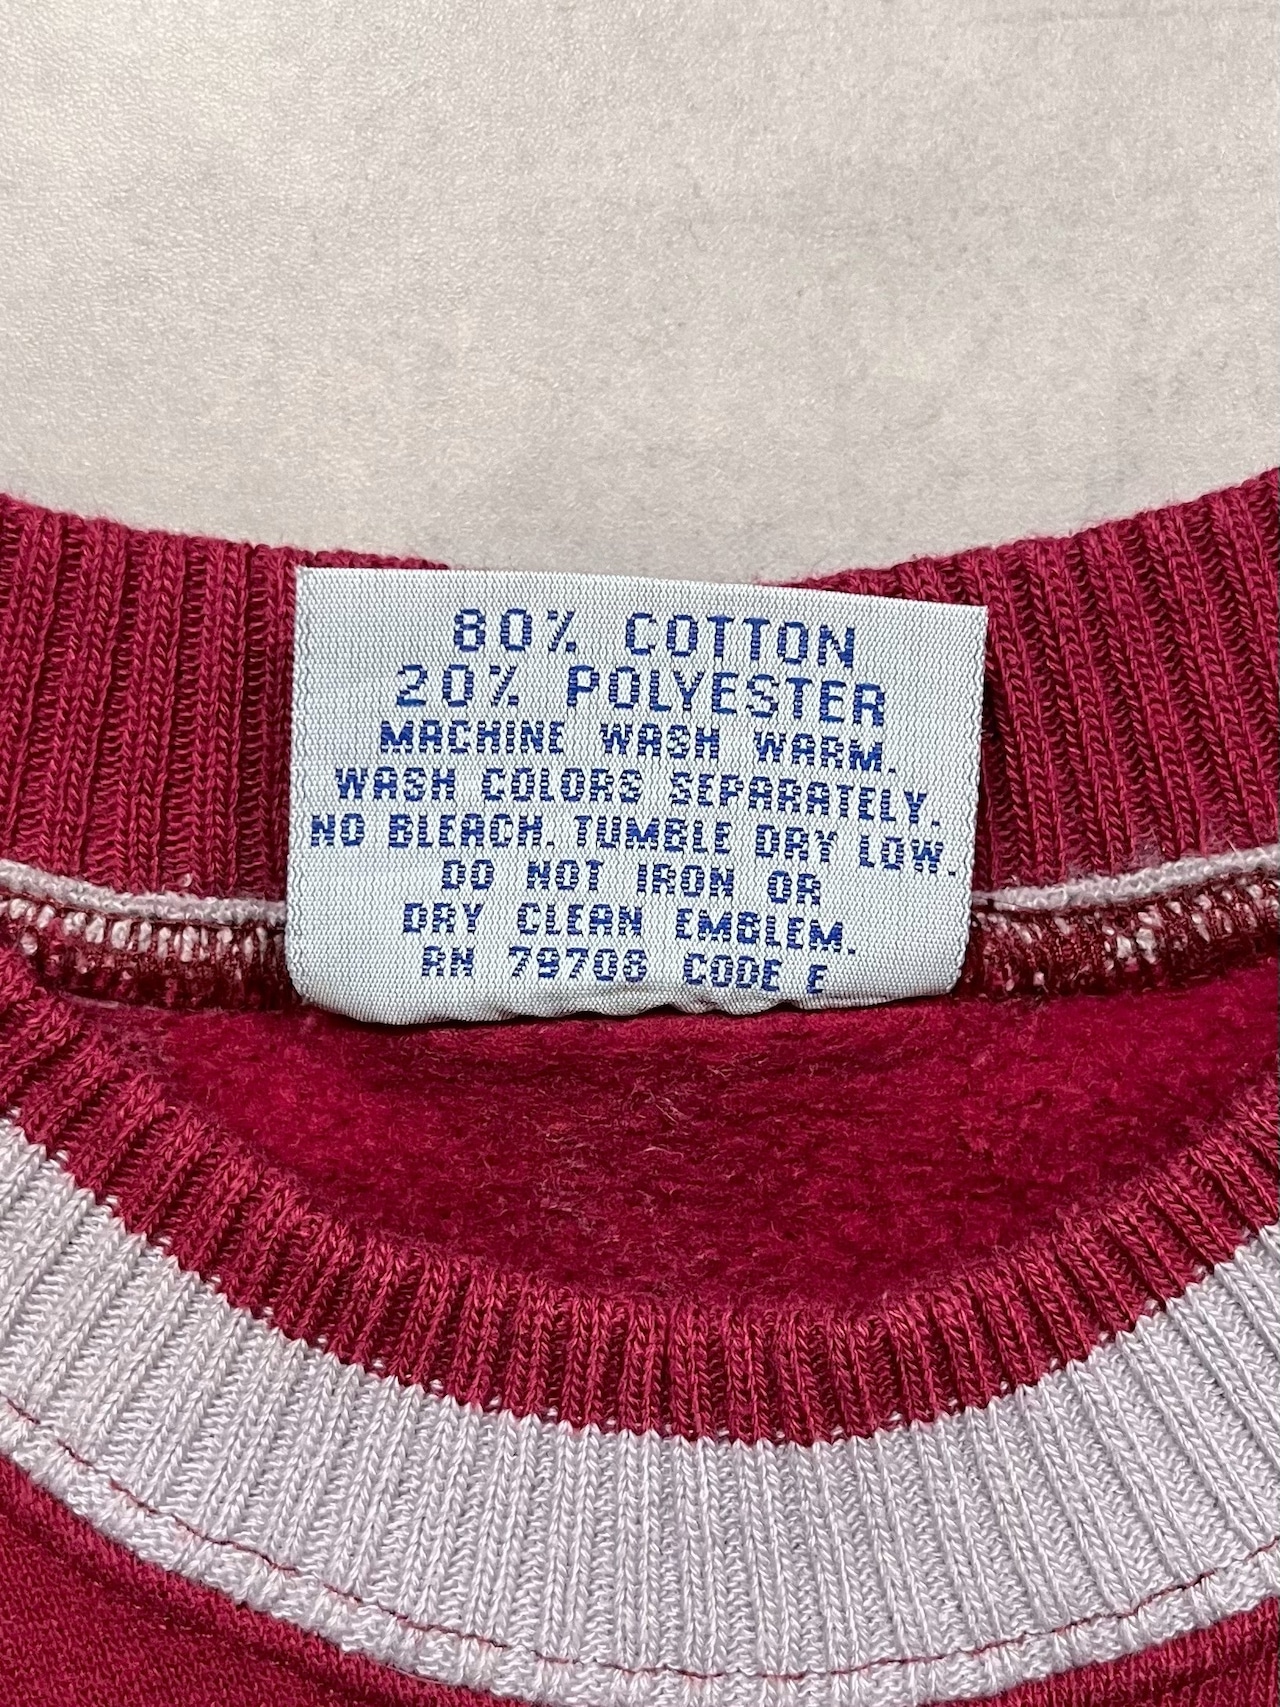 80% COTTON
20% POLYESTER
MACHINE WASH WARM.
WASH COLORS SEPARATELY.
NO BLEACH. TUMBLE DRY LOW.
DO NOT IRON OR
DRY CLEAN EMBLEM.
RN 79708 CODE E